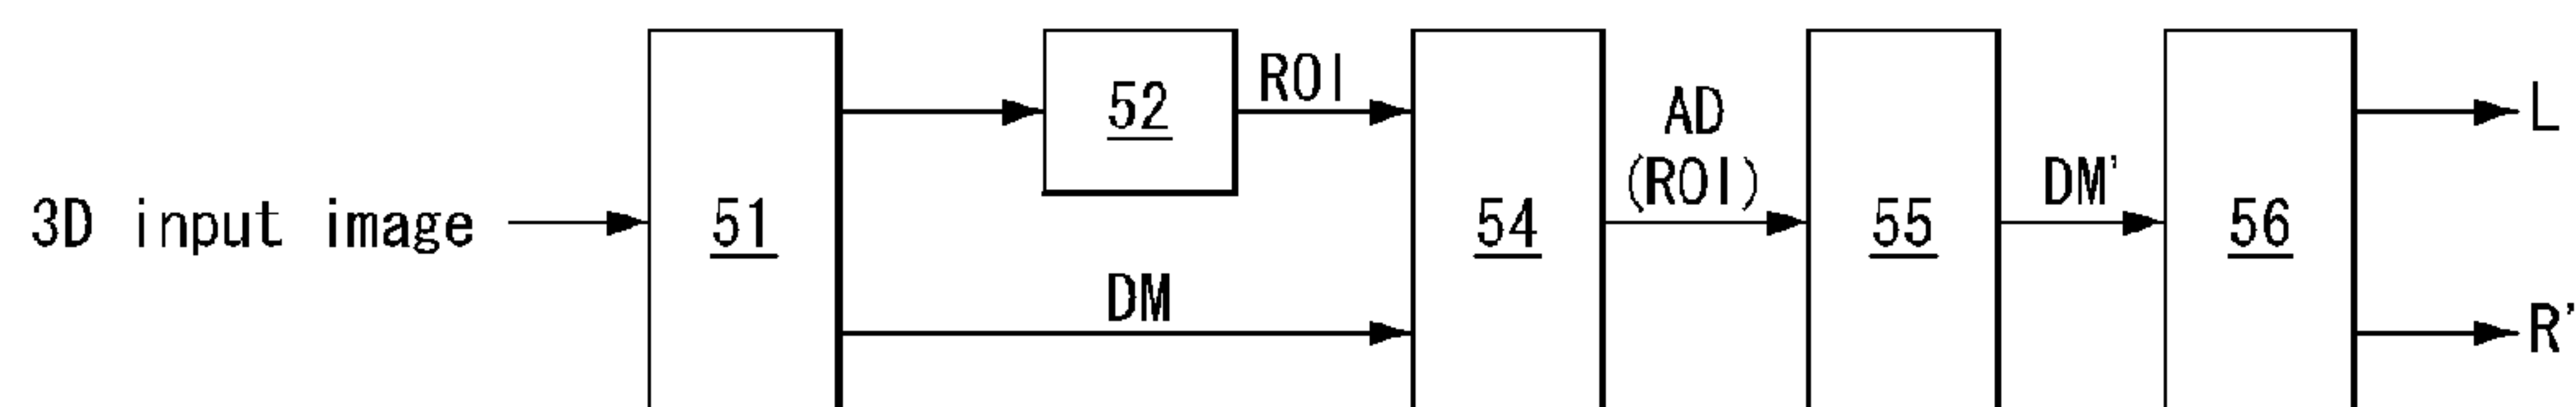 3D input image
51
52
ROI
DM
54
AD
(ROI)
55
DM'
56
L
R'